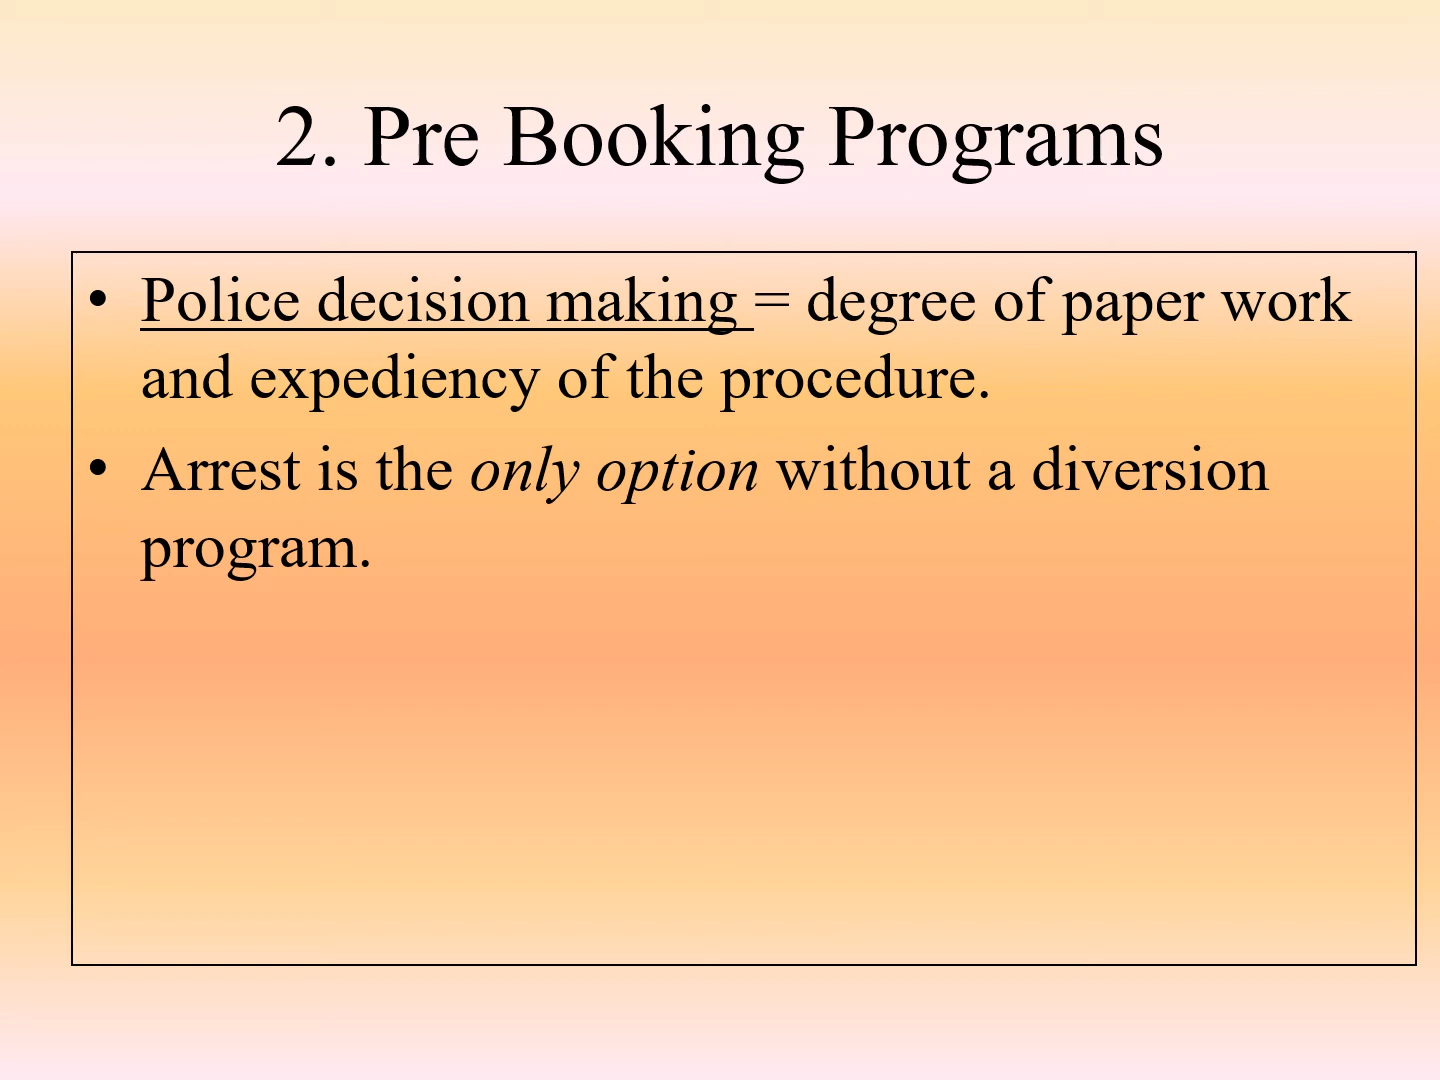 2. Pre Booking Programs
• Police decision making = degree of paper work
and expediency of the procedure.
• Arrest is the only option without a diversion
program.